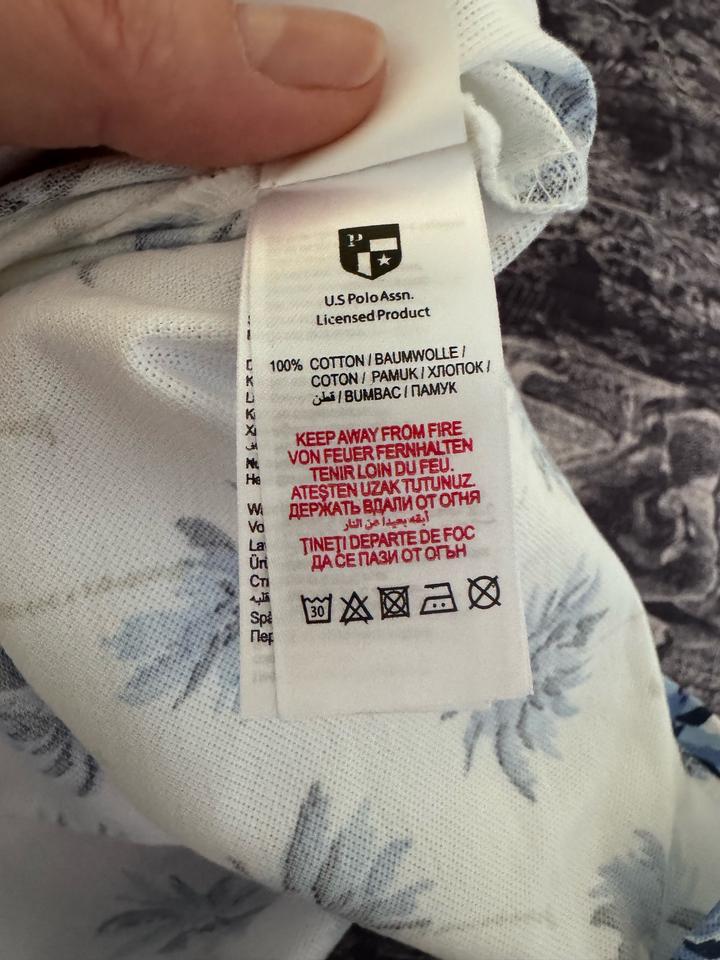 P
U.S Polo Assn.
Licensed Product
100% COTTON / BAUMWOLLE /
COTON / PAMUK / ХЛОПОК /
قطن / BUMBAC / ПАМУК
KEEP AWAY FROM FIRE
VON FEUER FERNHALTEN
TENIR LOIN DU FEU.
ATEŞTEN UZAK TUTUNUZ.
ДЕРЖАТЬ ВДАЛИ ОТ ОГНЯ
أبقه بعيدا عن النار
ȚINEȚI DEPARTE DE FOC
ДА СЕ ПАЗИ ОТ ОГЪН
30